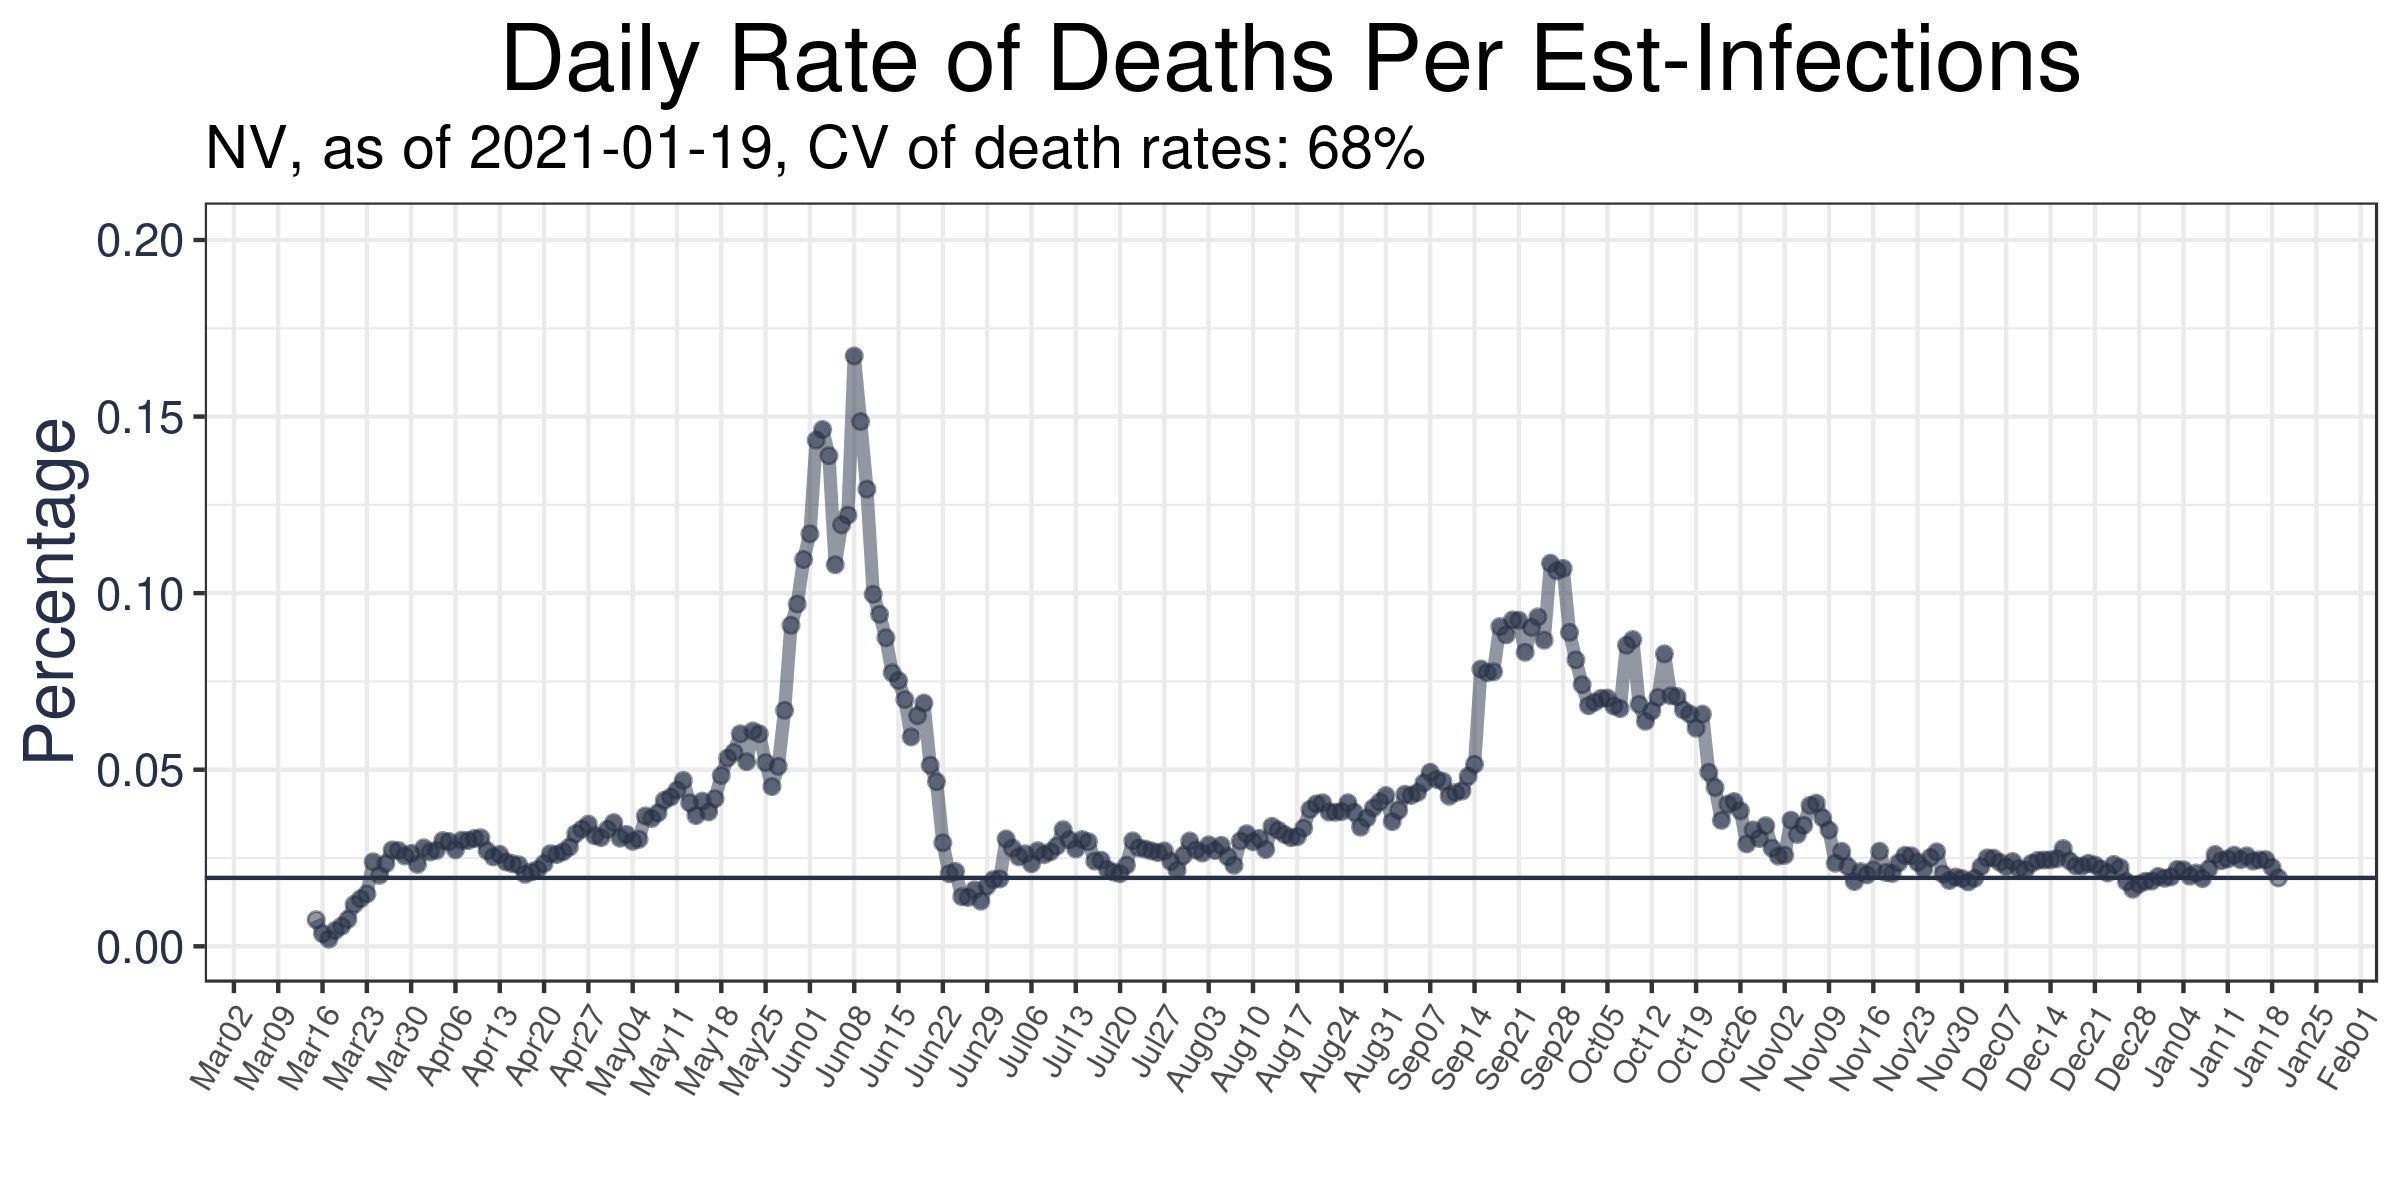 Daily Rate of Deaths Per Est-Infections
NV, as of 2021-01-19, CV of death rates: 68%
Percentage
0.20
0.15
0.10
0.05
0.00
Mar02
Mar09
Mar16
Mar23
Mar30
Apr06
Apr13
Apr20
Apr27
May04
May11
May18
May25
Jun01
Jun08
Jun15
Jun22
Jun29
Jul06
Jul13
Jul20
Jul27
Aug03
Aug10
Aug17
Aug24
Aug31
Sep07
Sep14
Sep21
Sep28
Oct05
Oct12
Oct19
Oct26
Nov02
Nov09
Nov16
Nov23
Nov30
Dec07
Dec14
Dec21
Dec28
Jan04
Jan11
Jan18
Jan25
Feb01